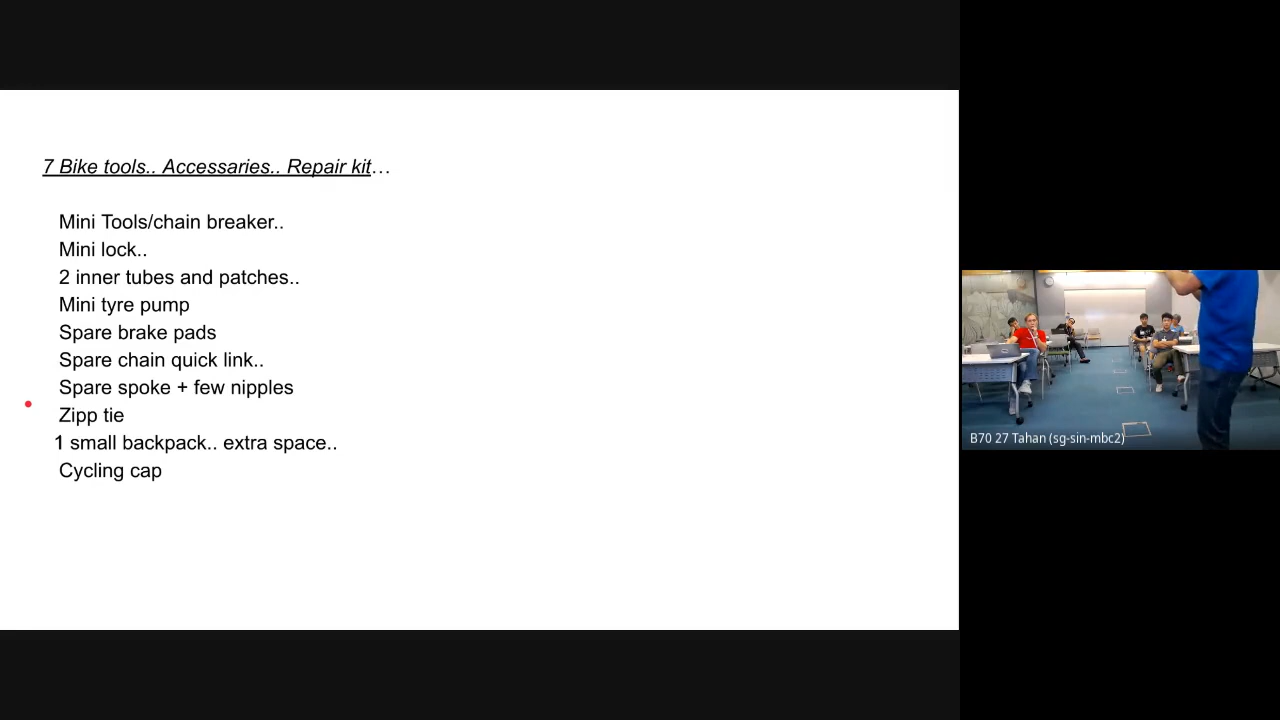 7 Bike tools.. Accessaries.. Repair kit…
Mini Tools/chain breaker..
Mini lock..
2 inner tubes and patches..
Mini tyre pump
Spare brake pads
Spare chain quick link..
Spare spoke + few nipples
Zipp tie
1 small backpack.. extra space..
Cycling cap
B70 27 Tahan (sg-sin-mbc2)